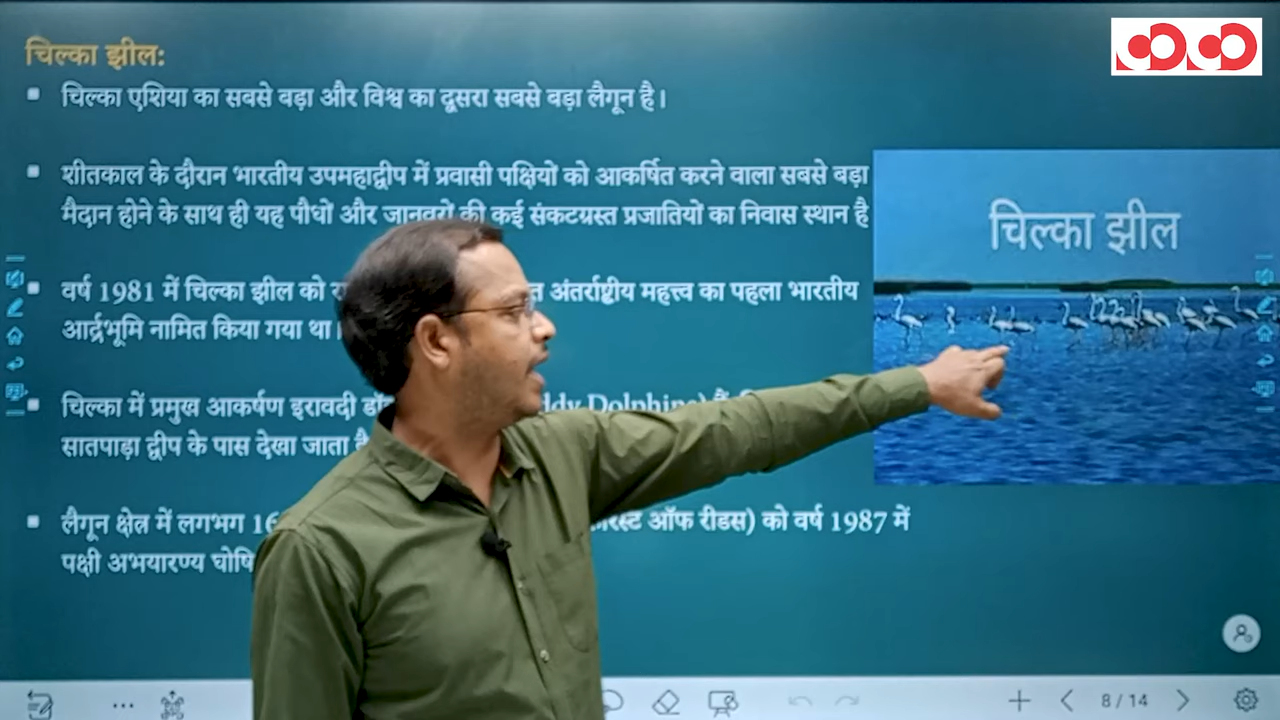 चिल्का झील:
चिल्का एशिया का सबसे बड़ा और विश्व का दूसरा सबसे बड़ा लैगून है।
शीतकाल के दौरान भारतीय उपमहाद्वीप में प्रवासी पक्षियों को आकर्षित करने वाला सबसे बड़ा
मैदान होने के साथ ही यह पौधों और जानवरों की कई संकटग्रस्त प्रजातियों का निवास स्थान है
चिल्का झील
वर्ष 1981 में चिल्का झील को अंतर्राष्ट्रीय महत्त्व का पहला भारतीय
आर्द्रभूमि नामित किया गया था।
चिल्का में प्रमुख आकर्षण इरावदी Dolphins)
सातपाड़ा द्वीप के पास देखा जाता
लैगून क्षेत्र में लगभग ऑफ रीडस) को वर्ष 1987 में
पक्षी अभयारण्य
8 / 14